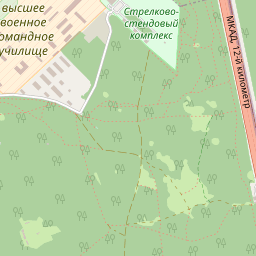 высшее
военное
омандное
училище
Стрелково-
стендовый
комплекс
МКАД, 12-й километр